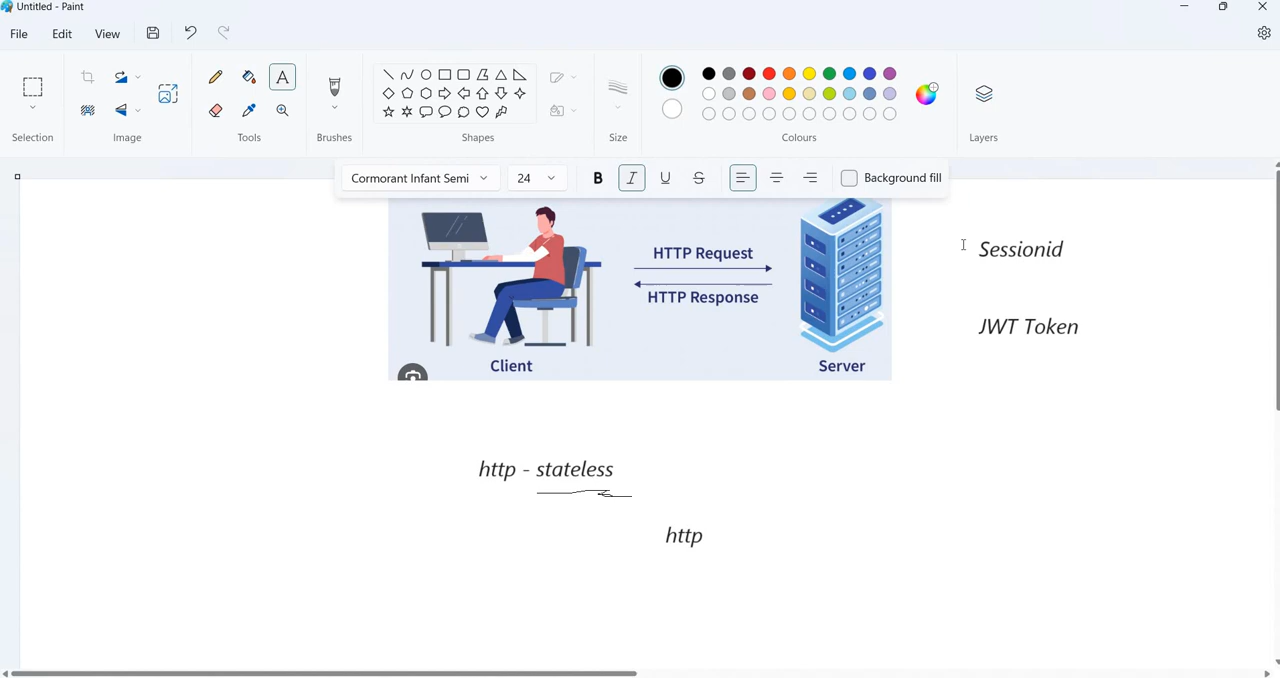 Untitled - Paint
File Edit View
Selection Image Tools Brushes Shapes Size Colours Layers
Cormorant Infant Semi 24 B I U S Background fill
HTTP Request
HTTP Response
Client Server
Sessionid
JWT Token
http - stateless
http